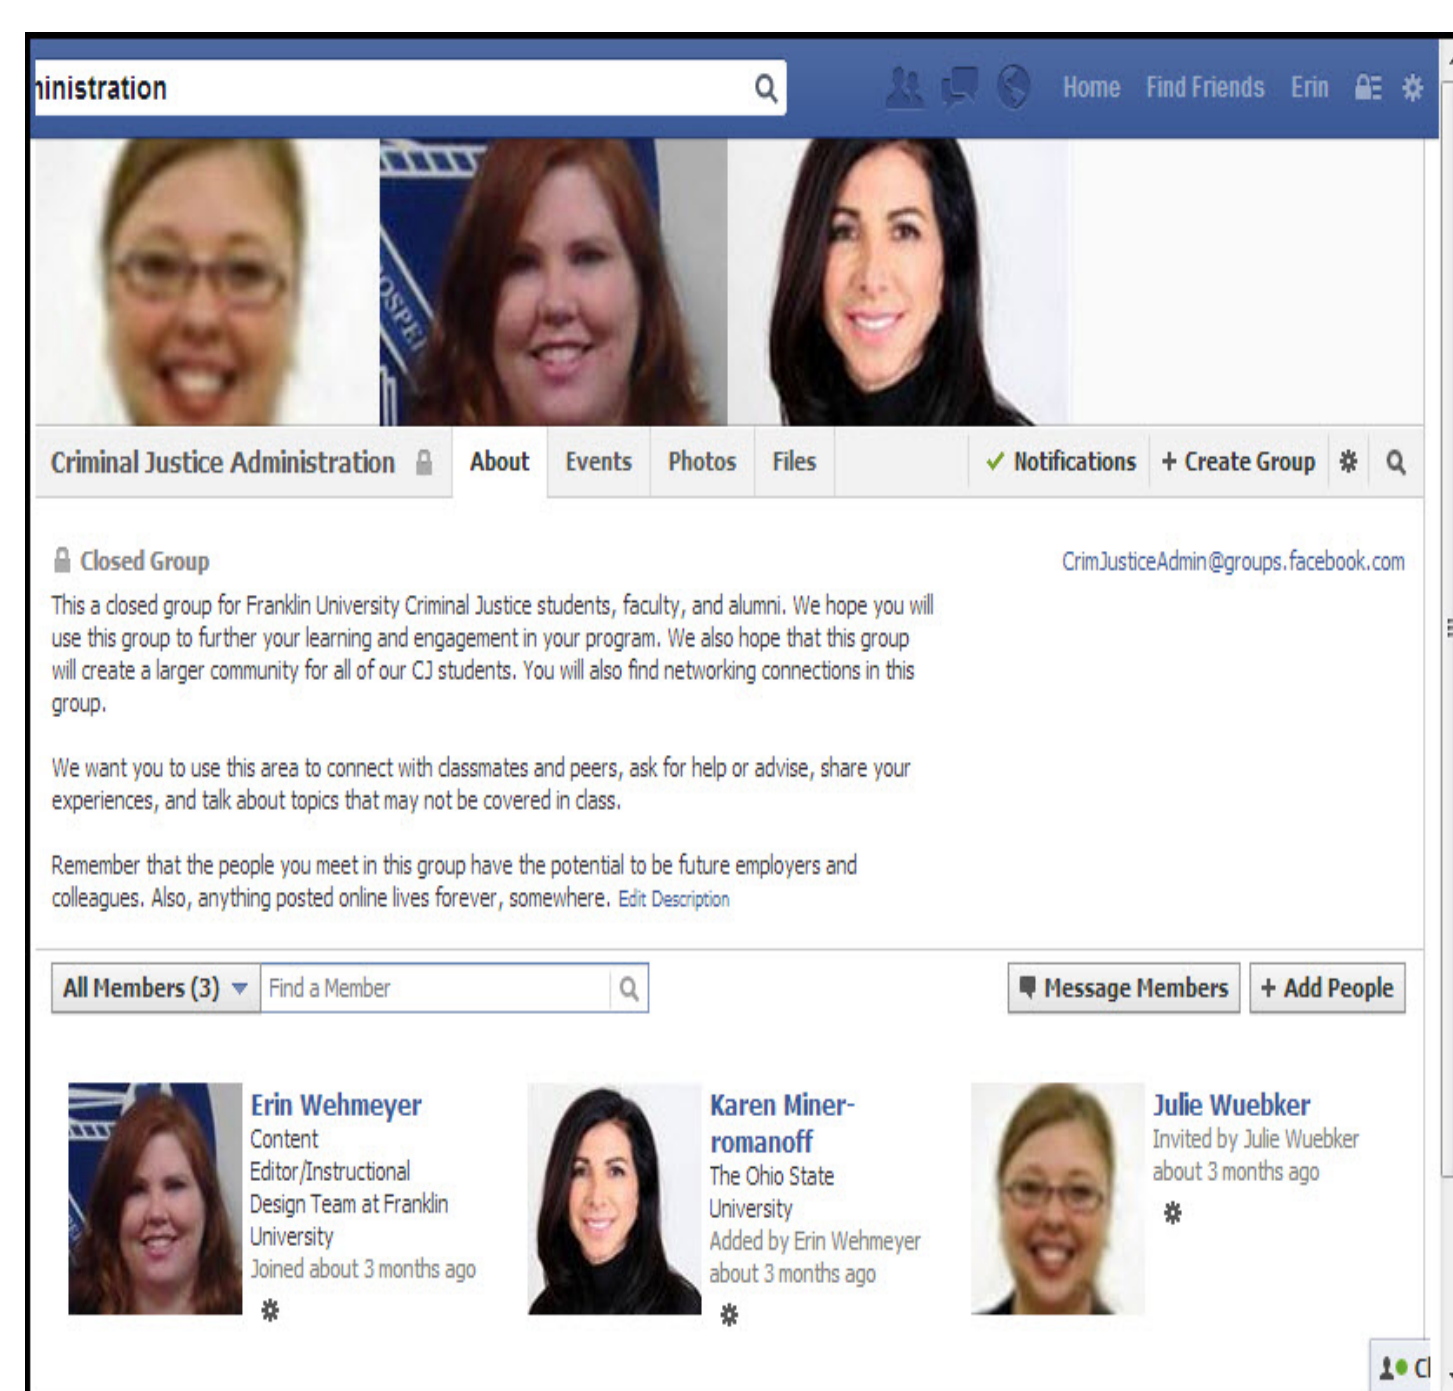 ninistration
Home Find Friends Erin
OSPE
Criminal Justice Administration About Events Photos Files Notifications + Create Group
Closed Group
CrimJusticeAdmin@groups.facebook.com
This a closed group for Franklin University Criminal Justice students, faculty, and alumni. We hope you will
use this group to further your learning and engagement in your program. We also hope that this group
will create a larger community for all of our CJ students. You will also find networking connections in this
group.
We want you to use this area to connect with classmates and peers, ask for help or advise, share your
experiences, and talk about topics that may not be covered in class.
Remember that the people you meet in this group have the potential to be future employers and
colleagues. Also, anything posted online lives forever, somewhere. Edit Description
All Members (3) Find a Member Message Members + Add People
Erin Wehmeyer
Content
Editor/Instructional
Design Team at Franklin
University
Joined about 3 months ago
Karen Miner-
romanoff
The Ohio State
University
Added by Erin Wehmeyer
about 3 months ago
Julie Wuebker
Invited by Julie Wuebker
about 3 months ago